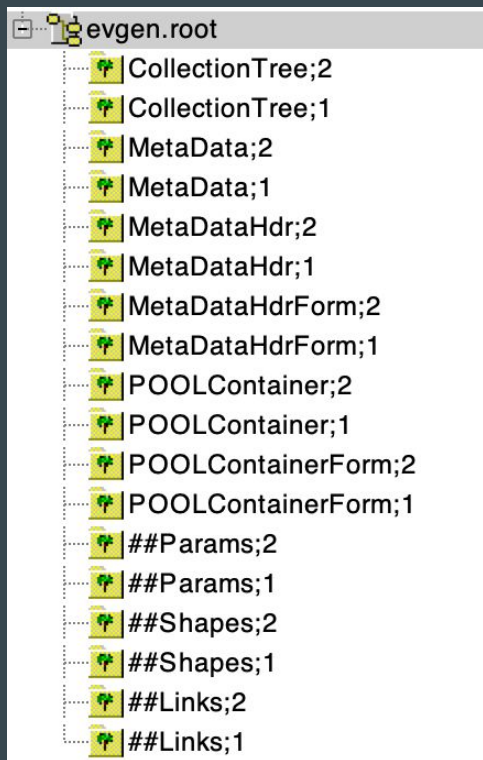 evgen.root
CollectionTree;2
CollectionTree;1
MetaData;2
MetaData;1
MetaDataHdr;2
MetaDataHdr;1
MetaDataHdrForm;2
MetaDataHdrForm;1
POOLContainer;2
POOLContainer;1
POOLContainerForm;2
POOLContainerForm;1
##Params;2
##Params;1
##Shapes;2
##Shapes;1
##Links;2
##Links;1